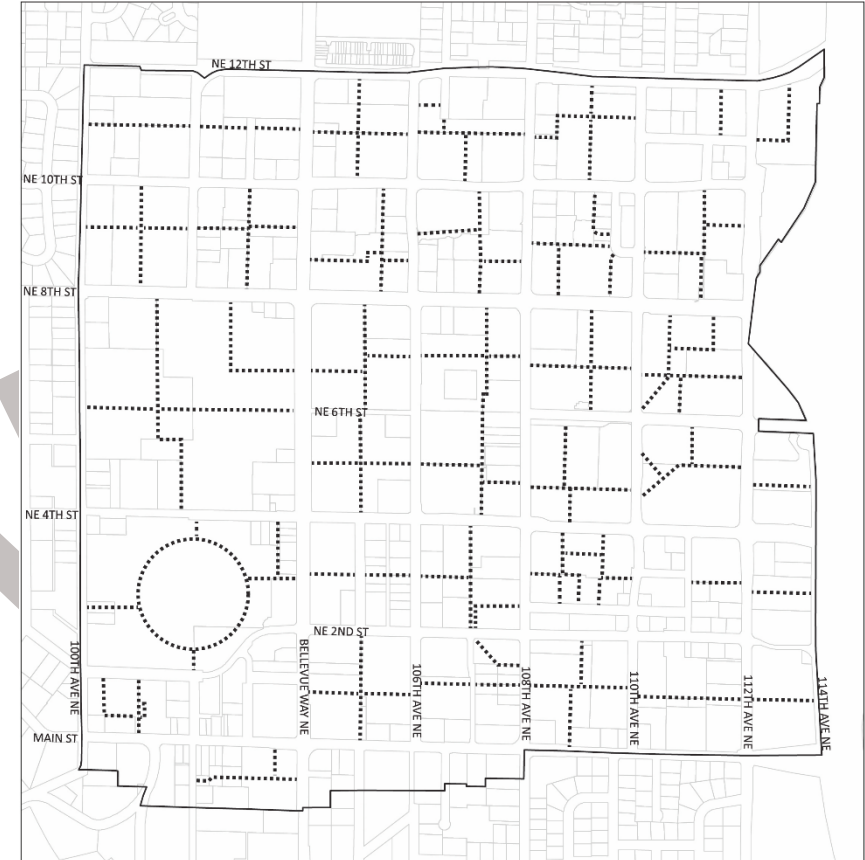 NE 12TH ST
NE 10TH ST
NE 8TH ST
NE 6TH ST
NE 4TH ST
NE 2ND ST
100TH AVE NE
BELLEVUE WAY NE
106TH AVE NE
108TH AVE NE
110TH AVE NE
112TH AVE NE
114TH AVE NE
MAIN ST